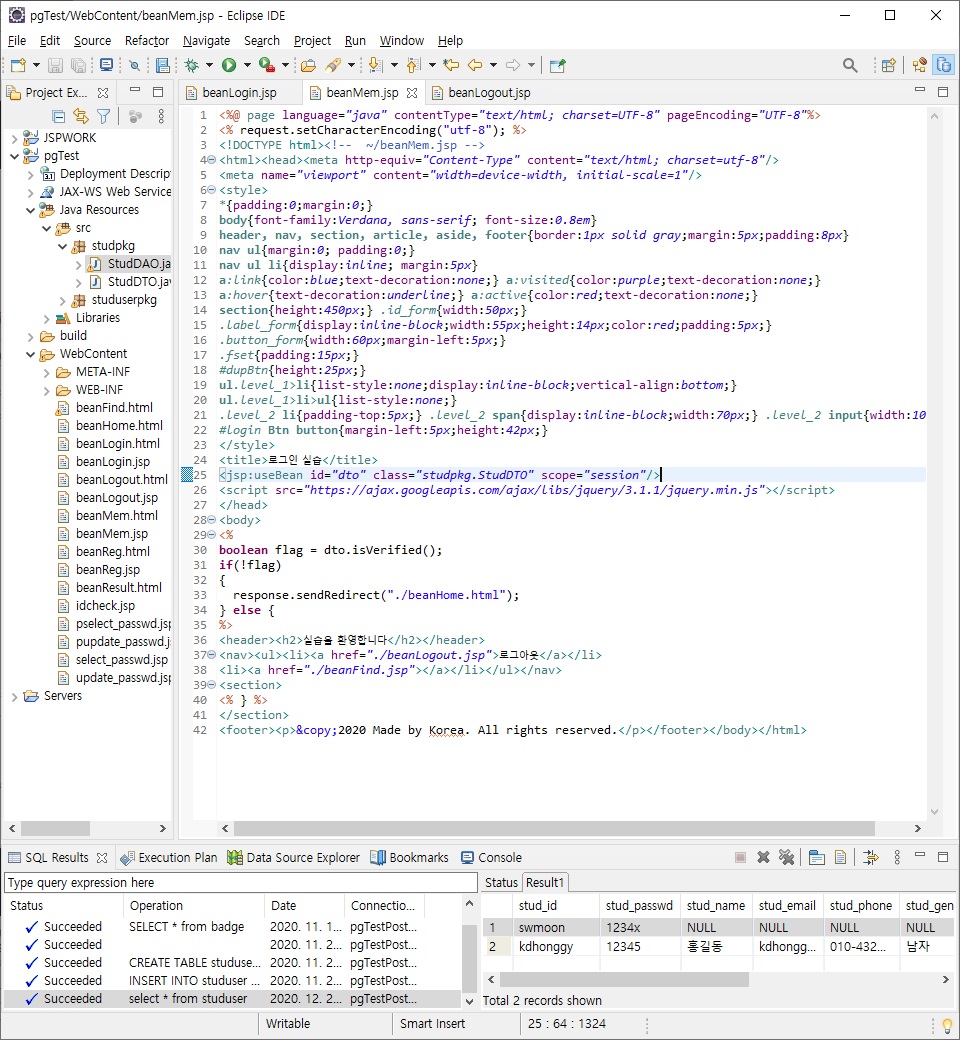 pgTest/WebContent/beanMem.jsp - Eclipse IDE
File Edit Source Refactor Navigate Search Project Run Window Help
Project Ex...
beanLogin.jsp beanMem.jsp beanLogout.jsp
JSPWORK
pgTest
Deployment Descrip
JAX-WS Web Service
Java Resources
src
studpkg
StudDAO.ja
StudDTO.jav
studuserpkg
Libraries
build
WebContent
META-INF
WEB-INF
beanFind.html
beanHome.html
beanLogin.html
beanLogin.jsp
beanLogout.html
beanLogout.jsp
beanMem.html
beanMem.jsp
beanReg.html
beanReg.jsp
beanResult.html
idcheck.jsp
pselect_passwd.jsp
pupdate_passwd.js
select_passwd.jsp
update_passwd.jsp
Servers
1 <%@ page language="java" contentType="text/html; charset=UTF-8" pageEncoding="UTF-8"%>
2 <% request.setCharacterEncoding("utf-8"); %>
3 <!DOCTYPE html><!-- ~/beanMem.jsp -->
4 <html><head><meta http-equiv="Content-Type" content="text/html; charset=utf-8"/>
5 <meta name="viewport" content="width=device-width, initial-scale=1"/>
6 <style>
7 *{padding:0;margin:0;}
8 body{font-family:Verdana, sans-serif; font-size:0.8em}
9 header, nav, section, article, aside, footer{border:1px solid gray;margin:5px;padding:8px}
10 nav ul{margin:0; padding:0;}
11 nav ul li{display:inline; margin:5px}
12 a:link{color:blue;text-decoration:none;} a:visited{color:purple;text-decoration:none;}
13 a:hover{text-decoration:underline;} a:active{color:red;text-decoration:none;}
14 section{height:450px;} .id_form{width:50px;}
15 .label_form{display:inline-block;width:55px;height:14px;color:red;padding:5px;}
16 .button_form{width:60px;margin-left:5px;}
17 .fset{padding:15px;}
18 #dupBtn{height:25px;}
19 ul.level_1>li{list-style:none;display:inline-block;vertical-align:bottom;}
20 ul.level_1>li>ul{list-style:none;}
21 .level_2 li{padding-top:5px;} .level_2 span{display:inline-block;width:70px;} .level_2 input{width:10
22 #login Btn button{margin-left:5px;height:42px;}
23 </style>
24 <title>로그인 실습</title>
25 <jsp:useBean id="dto" class="studpkg.StudDTO" scope="session"/>
26 <script src="https://ajax.googleapis.com/ajax/libs/jquery/3.1.1/jquery.min.js"></script>
27 </head>
28 <body>
29 <%
30 boolean flag = dto.isVerified();
31 if(!flag)
32 {
33 response.sendRedirect("./beanHome.html");
34 } else {
35 %>
36 <header><h2>실습을 환영합니다</h2></header>
37 <nav><ul><li><a href="./beanLogout.jsp">로그아웃</a></li>
38 <li><a href="./beanFind.jsp"></a></li></ul></nav>
39 <section>
40 <% } %>
41 </section>
42 <footer><p>&copy;2020 Made by Korea. All rights reserved.</p></footer></body></html>
SQL Results Execution Plan Data Source Explorer Bookmarks Console
Type query expression here
Status Operation Date Connectio...
Succeeded SELECT * from badge 2020. 11. 1... pgTestPost...
Succeeded 2020. 11. 2... pgTestPost...
Succeeded CREATE TABLE studuse... 2020. 11. 2... pgTestPost...
Succeeded INSERT INTO studuser ... 2020. 11. 2... pgTestPost...
Succeeded select * from studuser 2020. 12. 2... pgTestPost...
Status Result1
stud_id stud_passwd stud_name stud_email stud_phone stud_gen
1 swmoon 1234x NULL NULL NULL NULL
2 kdhonggy 12345 홍길동 kdhongg... 010-432... 남자
Total 2 records shown
Writable Smart Insert 25 : 64 : 1324